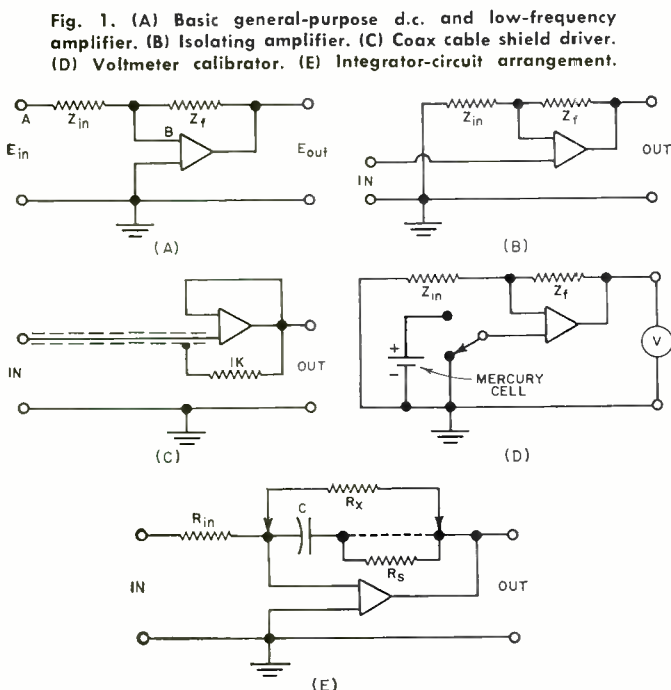 Fig. 1. (A) Basic general-purpose d.c. and low-frequency
amplifier. (B) Isolating amplifier. (C) Coax cable shield driver.
(D) Voltmeter calibrator. (E) Integrator-circuit arrangement.
A
Zin
B
Zf
Ein
Eout
(A)
Zin
Zf
IN
OUT
(B)
IN
1K
OUT
(C)
Zin
Zf
+
-
MERCURY
CELL
V
(D)
Rx
Rin
C
Rs
IN
OUT
(E)